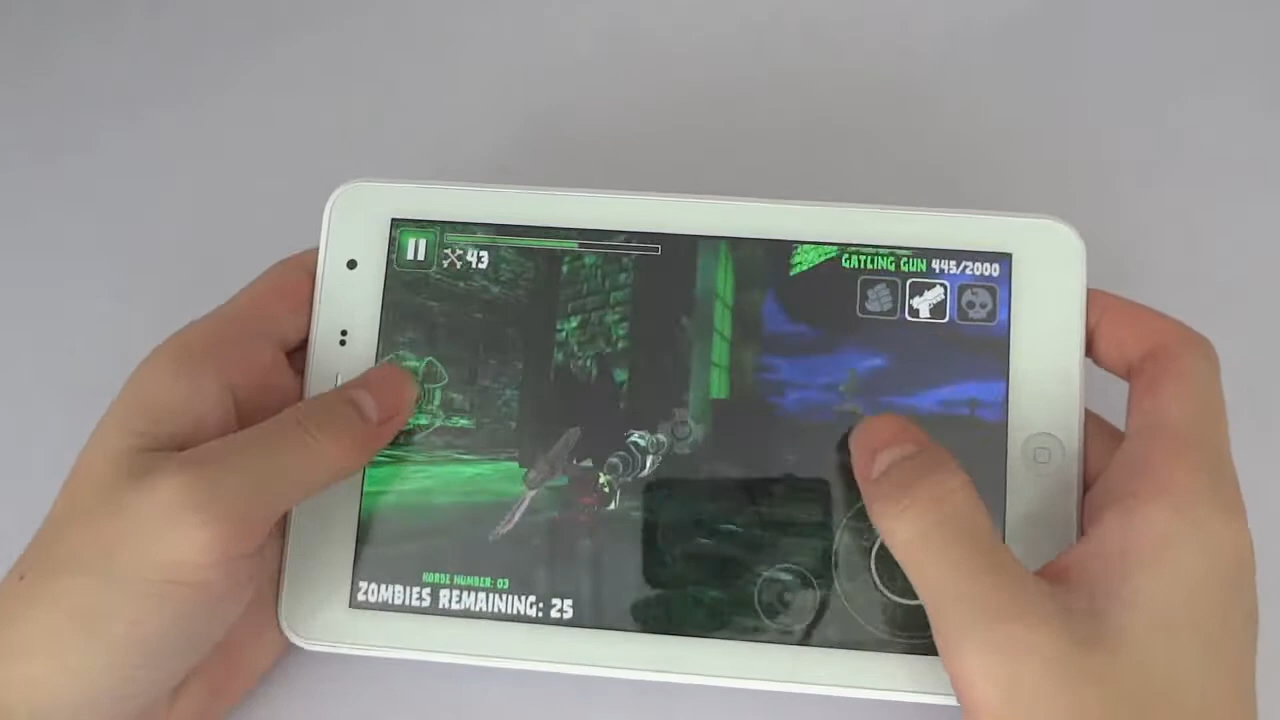 43
GATLING GUN 445/2000
HORDE NUMBER: 03
ZOMBIES REMAINING: 25